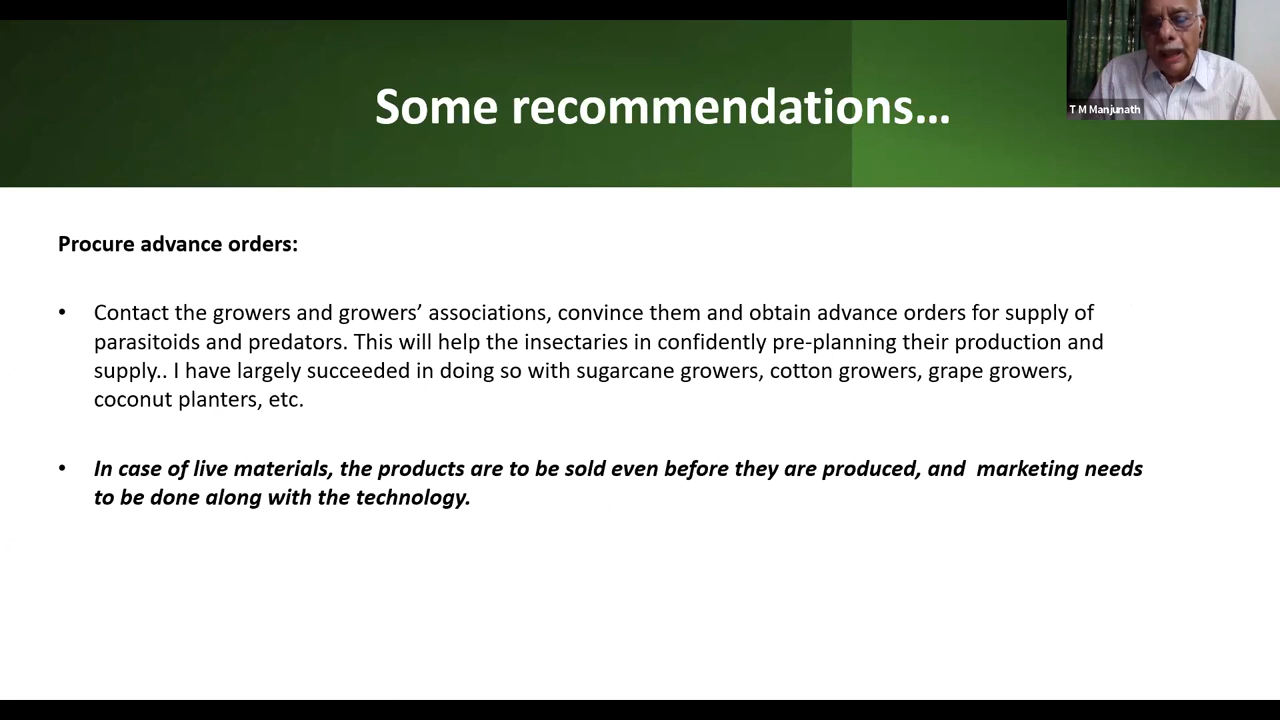 Some recommendations...
T M Manjunath
Procure advance orders:
• Contact the growers and growers’ associations, convince them and obtain advance orders for supply of
parasitoids and predators. This will help the insectaries in confidently pre-planning their production and
supply.. I have largely succeeded in doing so with sugarcane growers, cotton growers, grape growers,
coconut planters, etc.
• In case of live materials, the products are to be sold even before they are produced, and  marketing needs
to be done along with the technology.